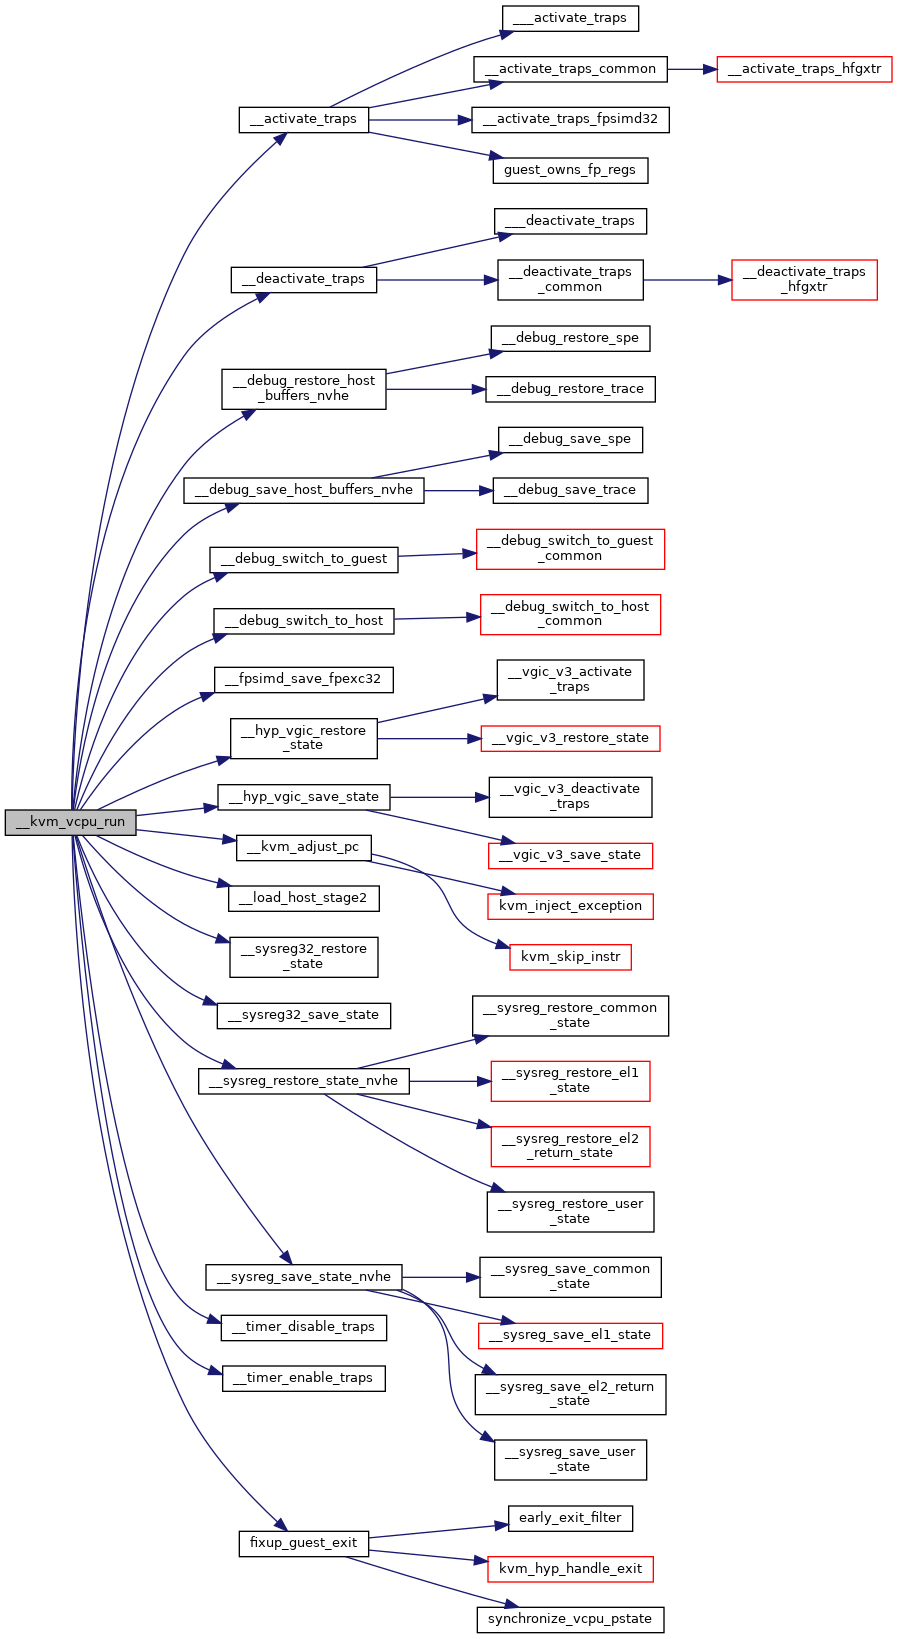 ___activate_traps
__activate_traps_common
__activate_traps_hfgxtr
__activate_traps
__activate_traps_fpsimd32
guest_owns_fp_regs
___deactivate_traps
__deactivate_traps
__deactivate_traps
_common
__deactivate_traps
_hfgxtr
__debug_restore_spe
__debug_restore_host
_buffers_nvhe
__debug_restore_trace
__debug_save_spe
__debug_save_host_buffers_nvhe
__debug_save_trace
__debug_switch_to_guest
__debug_switch_to_guest
_common
__debug_switch_to_host
__debug_switch_to_host
_common
__fpsimd_save_fpexc32
__vgic_v3_activate
_traps
__hyp_vgic_restore
_state
__vgic_v3_restore_state
__hyp_vgic_save_state
__vgic_v3_deactivate
_traps
__kvm_vcpu_run
__kvm_adjust_pc
__vgic_v3_save_state
__load_host_stage2
kvm_inject_exception
__sysreg32_restore
_state
kvm_skip_instr
__sysreg32_save_state
__sysreg_restore_common
_state
__sysreg_restore_state_nvhe
__sysreg_restore_el1
_state
__sysreg_restore_el2
_return_state
__sysreg_restore_user
_state
__sysreg_save_state_nvhe
__sysreg_save_common
_state
__timer_disable_traps
__sysreg_save_el1_state
__timer_enable_traps
__sysreg_save_el2_return
_state
__sysreg_save_user
_state
early_exit_filter
fixup_guest_exit
kvm_hyp_handle_exit
synchronize_vcpu_pstate